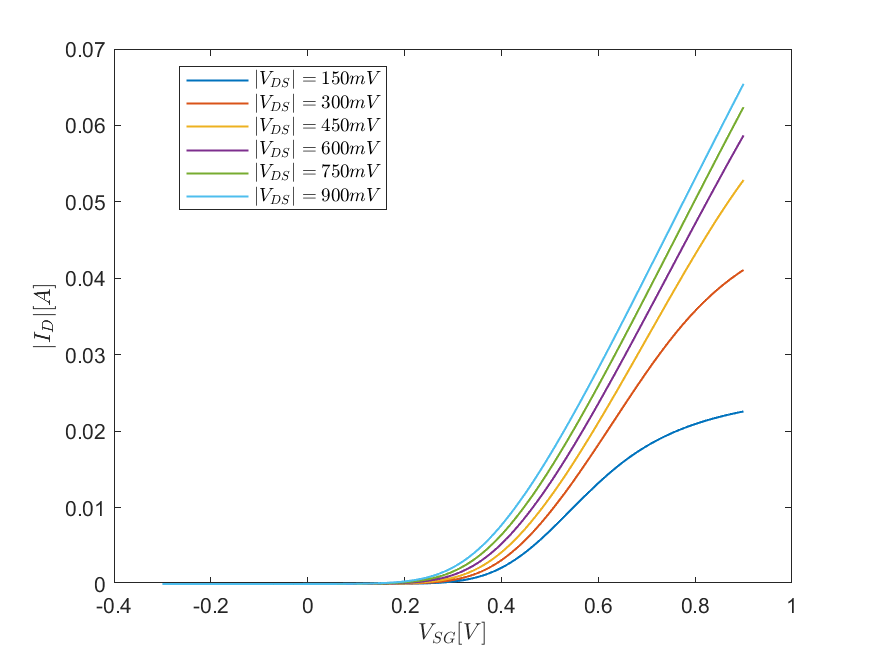 0.07
0.06
0.05
0.04
0.03
0.02
0.01
0
|I_D|[A]
|V_{DS}| = 150mV
|V_{DS}| = 300mV
|V_{DS}| = 450mV
|V_{DS}| = 600mV
|V_{DS}| = 750mV
|V_{DS}| = 900mV
-0.4 -0.2 0 0.2 0.4 0.6 0.8 1
V_{SG}[V]